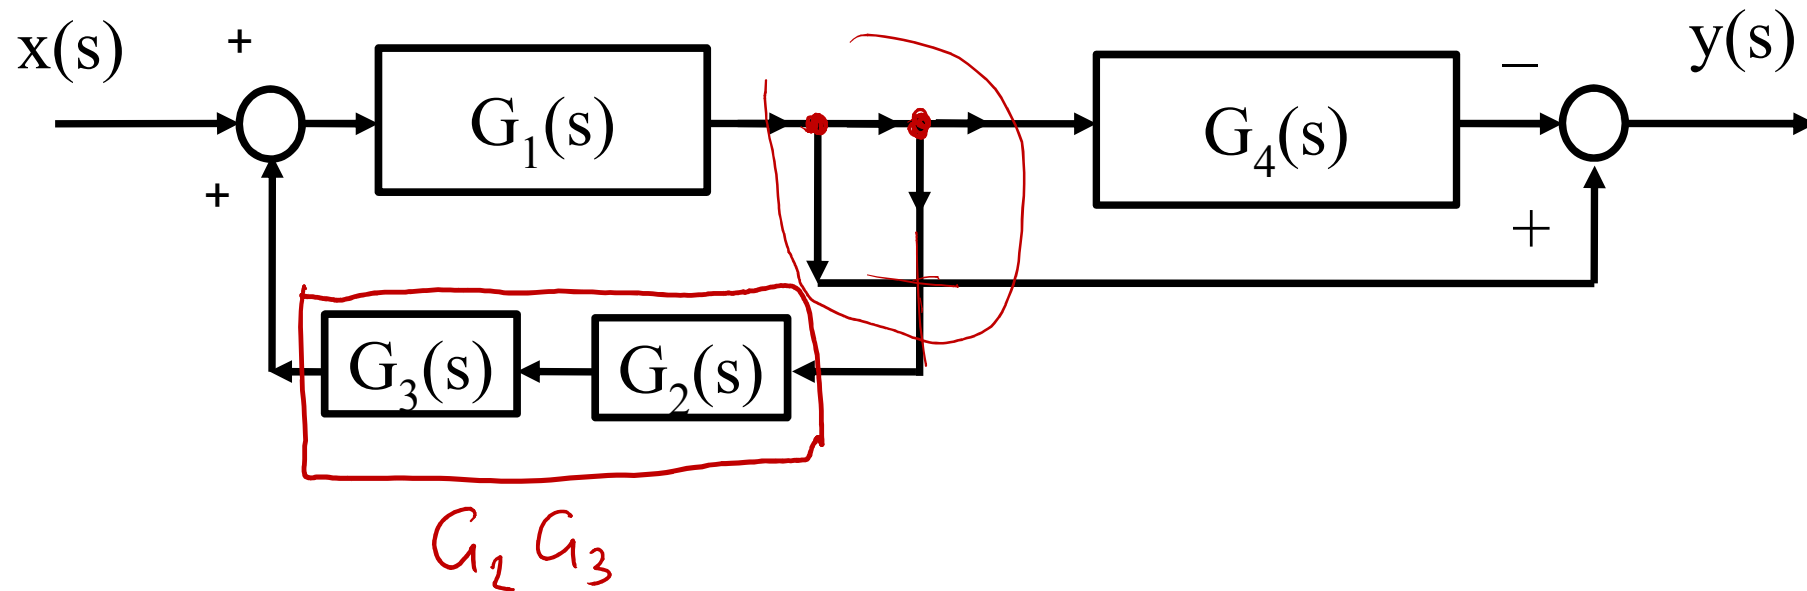 x(s) + G₁(s) G₄(s) − y(s)
+ +
G₃(s) G₂(s)
G₂ G₃